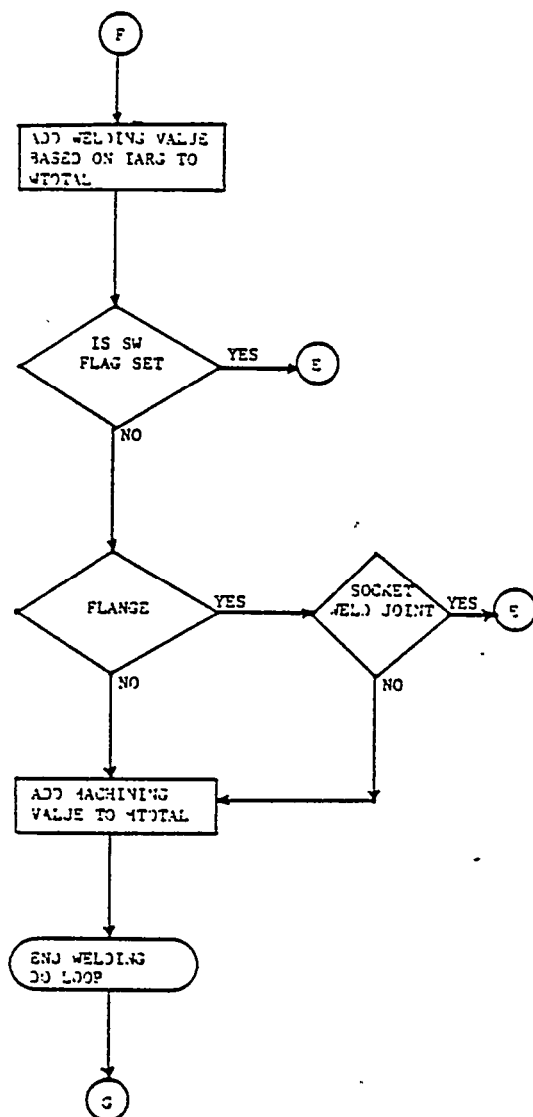 F
ADD WELDING VALUE
BASED ON IARG TO
WTOTAL
IS SW
FLAG SET
YES
E
NO
FLANGE
YES
SOCKET
WELD JOINT
YES
NO
NO
ADD MACHINING
VALUE TO MTOTAL
END WELDING
DO LOOP
G